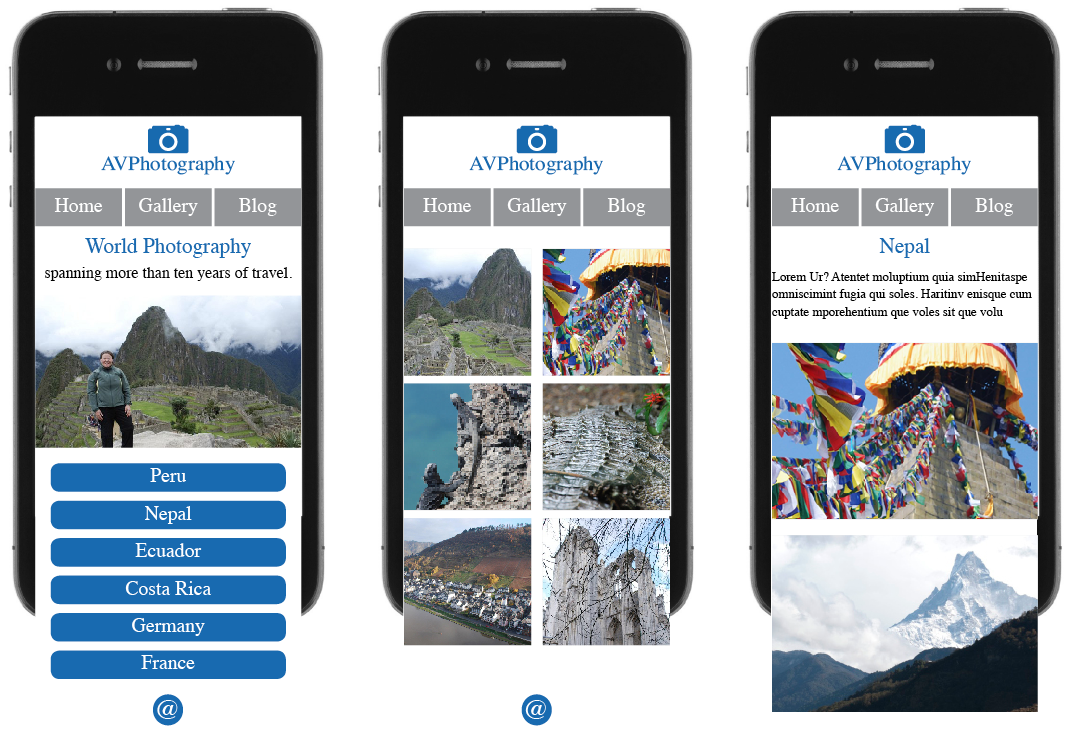 AVPhotography
Home Gallery Blog
World Photography
spanning more than ten years of travel.
Peru
Nepal
Ecuador
Costa Rica
Germany
France
@
AVPhotography
Home Gallery Blog
@
AVPhotography
Home Gallery Blog
Nepal
Lorem Ur? Atentet moluptium quia simHenitaspe
omniscimint fugia qui soles. Haritinv enisque cum
cuptate mporehentium que voles sit que volu